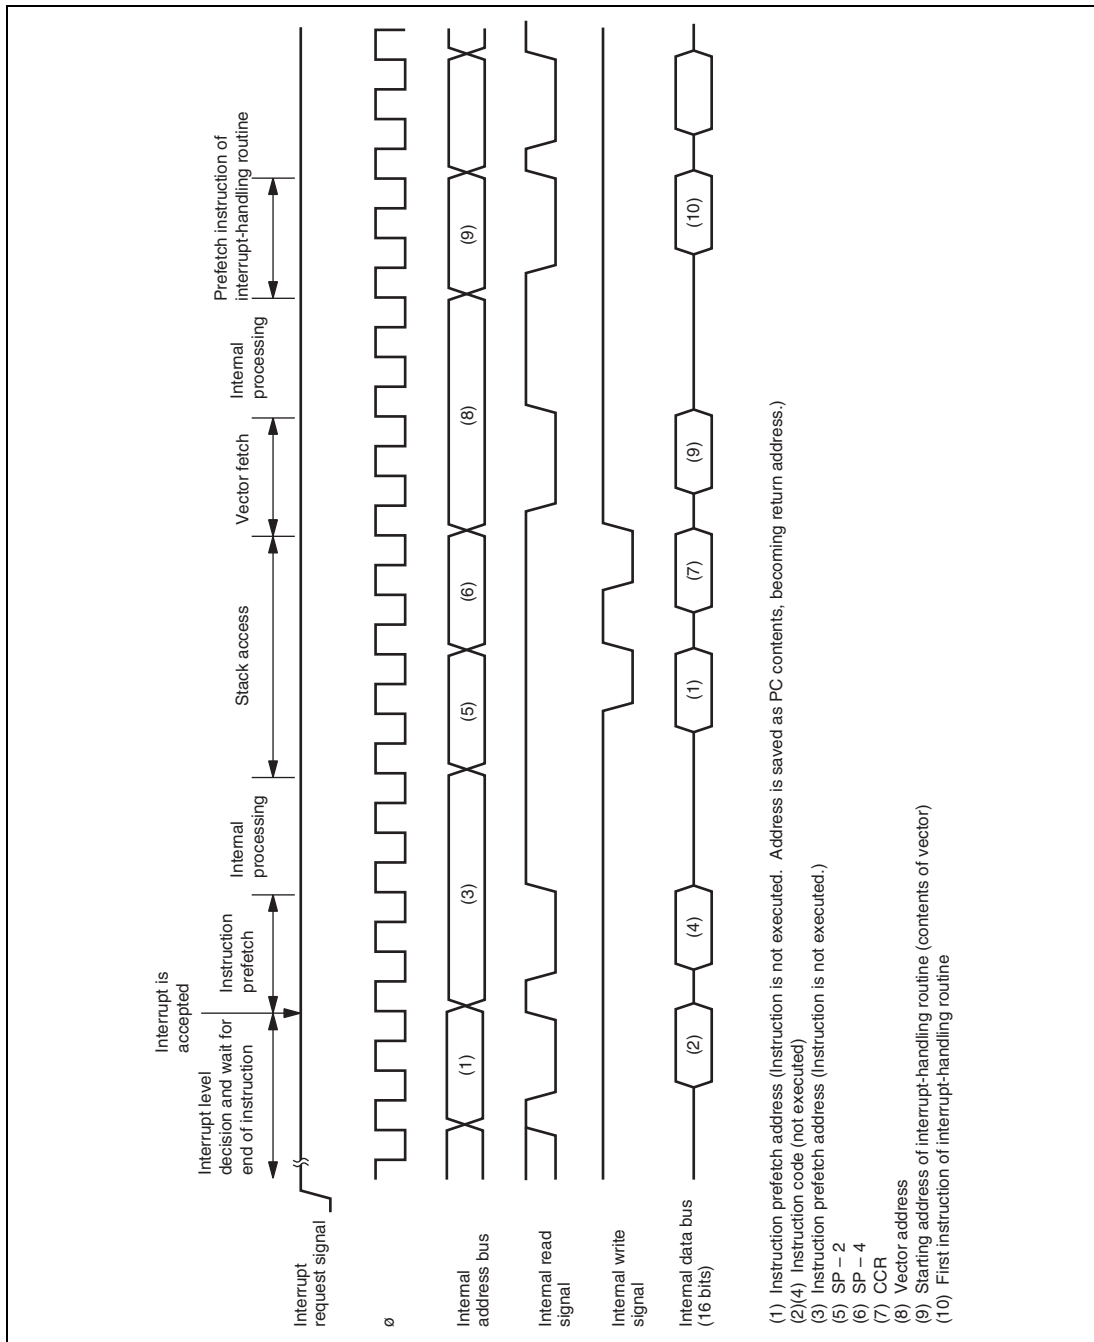 Interrupt is
accepted
Interrupt level
decision and wait for
end of instruction
Instruction
prefetch
Internal
processing
Stack access
Vector fetch
Internal
processing
Prefetch instruction of
interrupt-handling routine
Interrupt
request signal
ø
Internal
address bus
(1)
(3)
(5)
(6)
(8)
(9)
Internal read
signal
Internal write
signal
Internal data bus
(16 bits)
(2)
(4)
(1)
(7)
(9)
(10)
(1) Instruction prefetch address (Instruction is not executed. Address is saved as PC contents, becoming return address.)
(2)(4) Instruction code (not executed)
(3) Instruction prefetch address (Instruction is not executed.)
(5) SP – 2
(6) SP – 4
(7) CCR
(8) Vector address
(9) Starting address of interrupt-handling routine (contents of vector)
(10) First instruction of interrupt-handling routine